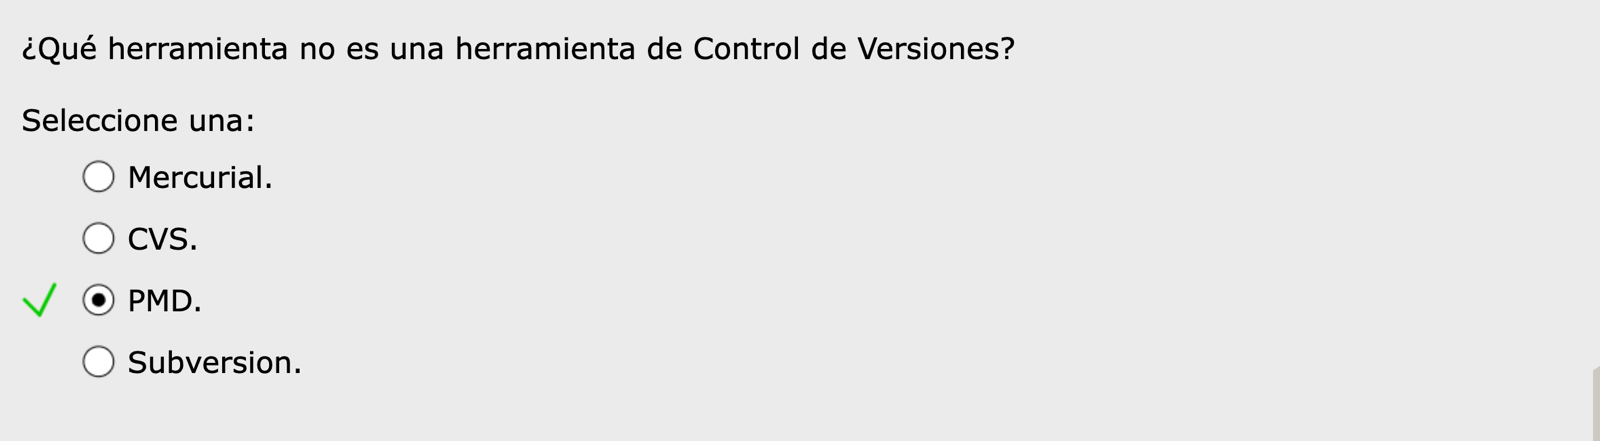 ¿Qué herramienta no es una herramienta de Control de Versiones?
Seleccione una:
Mercurial.
CVS.
PMD.
Subversion.